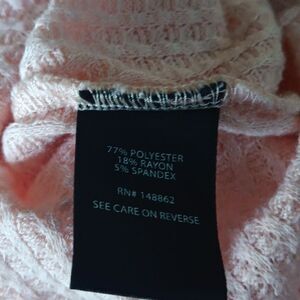 77% POLYESTER
18% RAYON
5% SPANDEX
RN# 148862
SEE CARE ON REVERSE